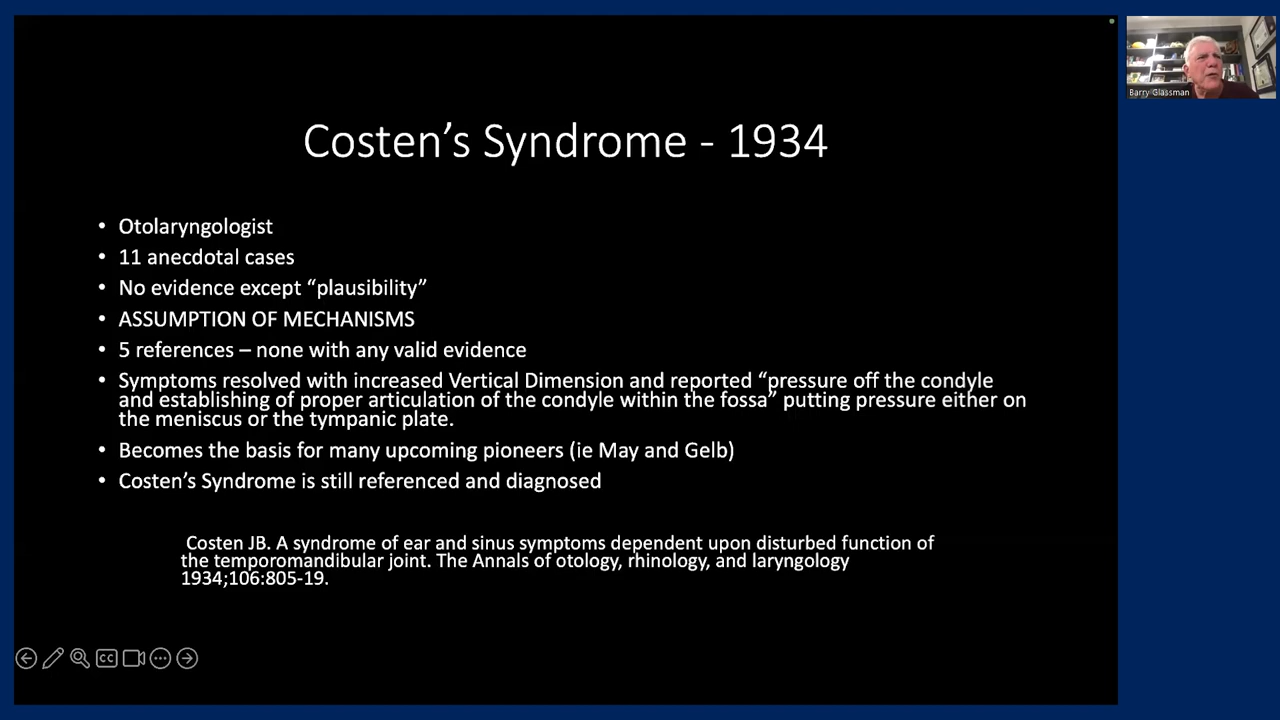 Barry Glassman
Costen’s Syndrome - 1934
• Otolaryngologist
• 11 anecdotal cases
• No evidence except “plausibility”
• ASSUMPTION OF MECHANISMS
• 5 references – none with any valid evidence
• Symptoms resolved with increased Vertical Dimension and reported “pressure off the condyle
and establishing of proper articulation of the condyle within the fossa” putting pressure either on
the meniscus or the tympanic plate.
• Becomes the basis for many upcoming pioneers (ie May and Gelb)
• Costen’s Syndrome is still referenced and diagnosed
Costen JB. A syndrome of ear and sinus symptoms dependent upon disturbed function of
the temporomandibular joint. The Annals of otology, rhinology, and laryngology
1934;106:805-19.
CC